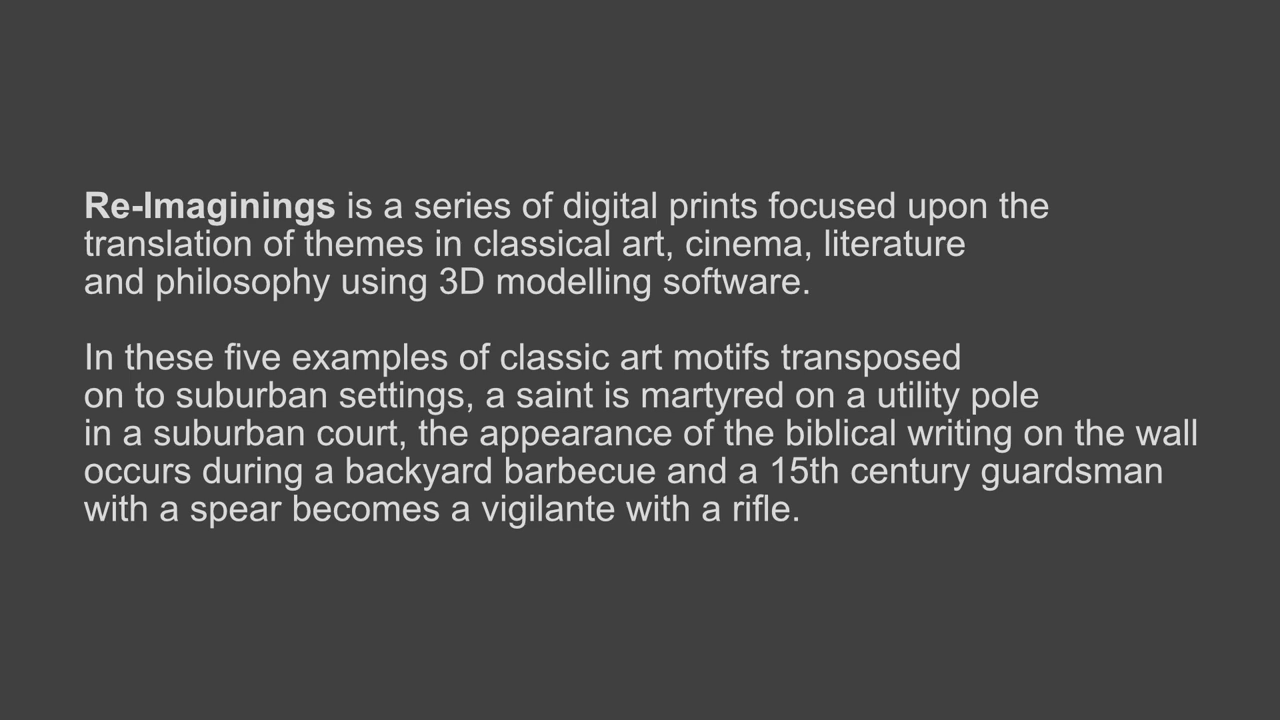 Re-Imaginings is a series of digital prints focused upon the
translation of themes in classical art, cinema, literature
and philosophy using 3D modelling software.
In these five examples of classic art motifs transposed
on to suburban settings, a saint is martyred on a utility pole
in a suburban court, the appearance of the biblical writing on the wall
occurs during a backyard barbecue and a 15th century guardsman
with a spear becomes a vigilante with a rifle.